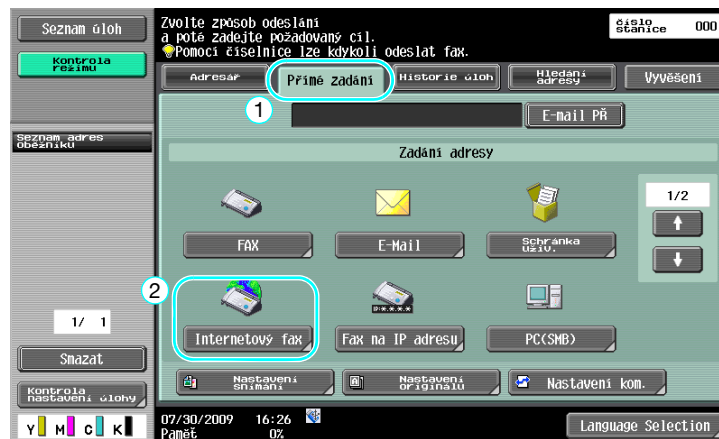 Seznam úloh
Kontrola
režimu
Zvolte způsob odeslání
a poté zadejte požadovaný cíl.
Pomocí číselnice lze kdykoli odeslat fax.
číslo
stanice
000
Adresář
Přímé zadání
Historie úloh
Hledání
adresy
Vyvěšení
1
E-mail PŘ
Seznam adres
oběžníků
Zadání adresy
1/2
FAX
E-Mail
Schránka
uživ.
2
Internetový fax
Fax na IP adresu
PC(SMB)
1/ 1
Smazat
Kontrola
nastavení úlohy
Nastavení
snímání
Nastavení
originálu
Nastavení kom.
Y M C K
07/30/2009 16:26
Paměť 0%
Language Selection